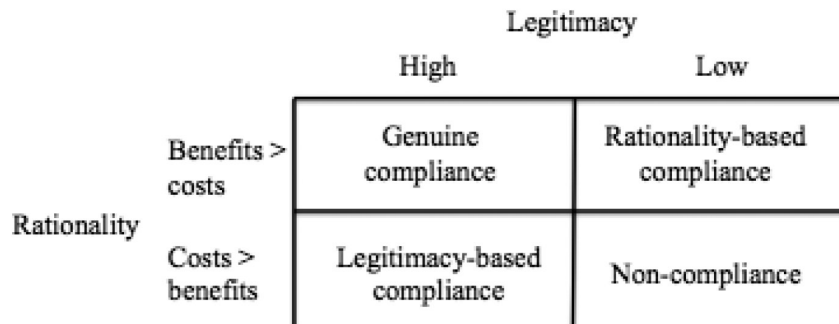 Legitimacy
High Low
Benefits >
costs
Genuine
compliance
Rationality-based
compliance
Rationality
Costs >
benefits
Legitimacy-based
compliance
Non-compliance